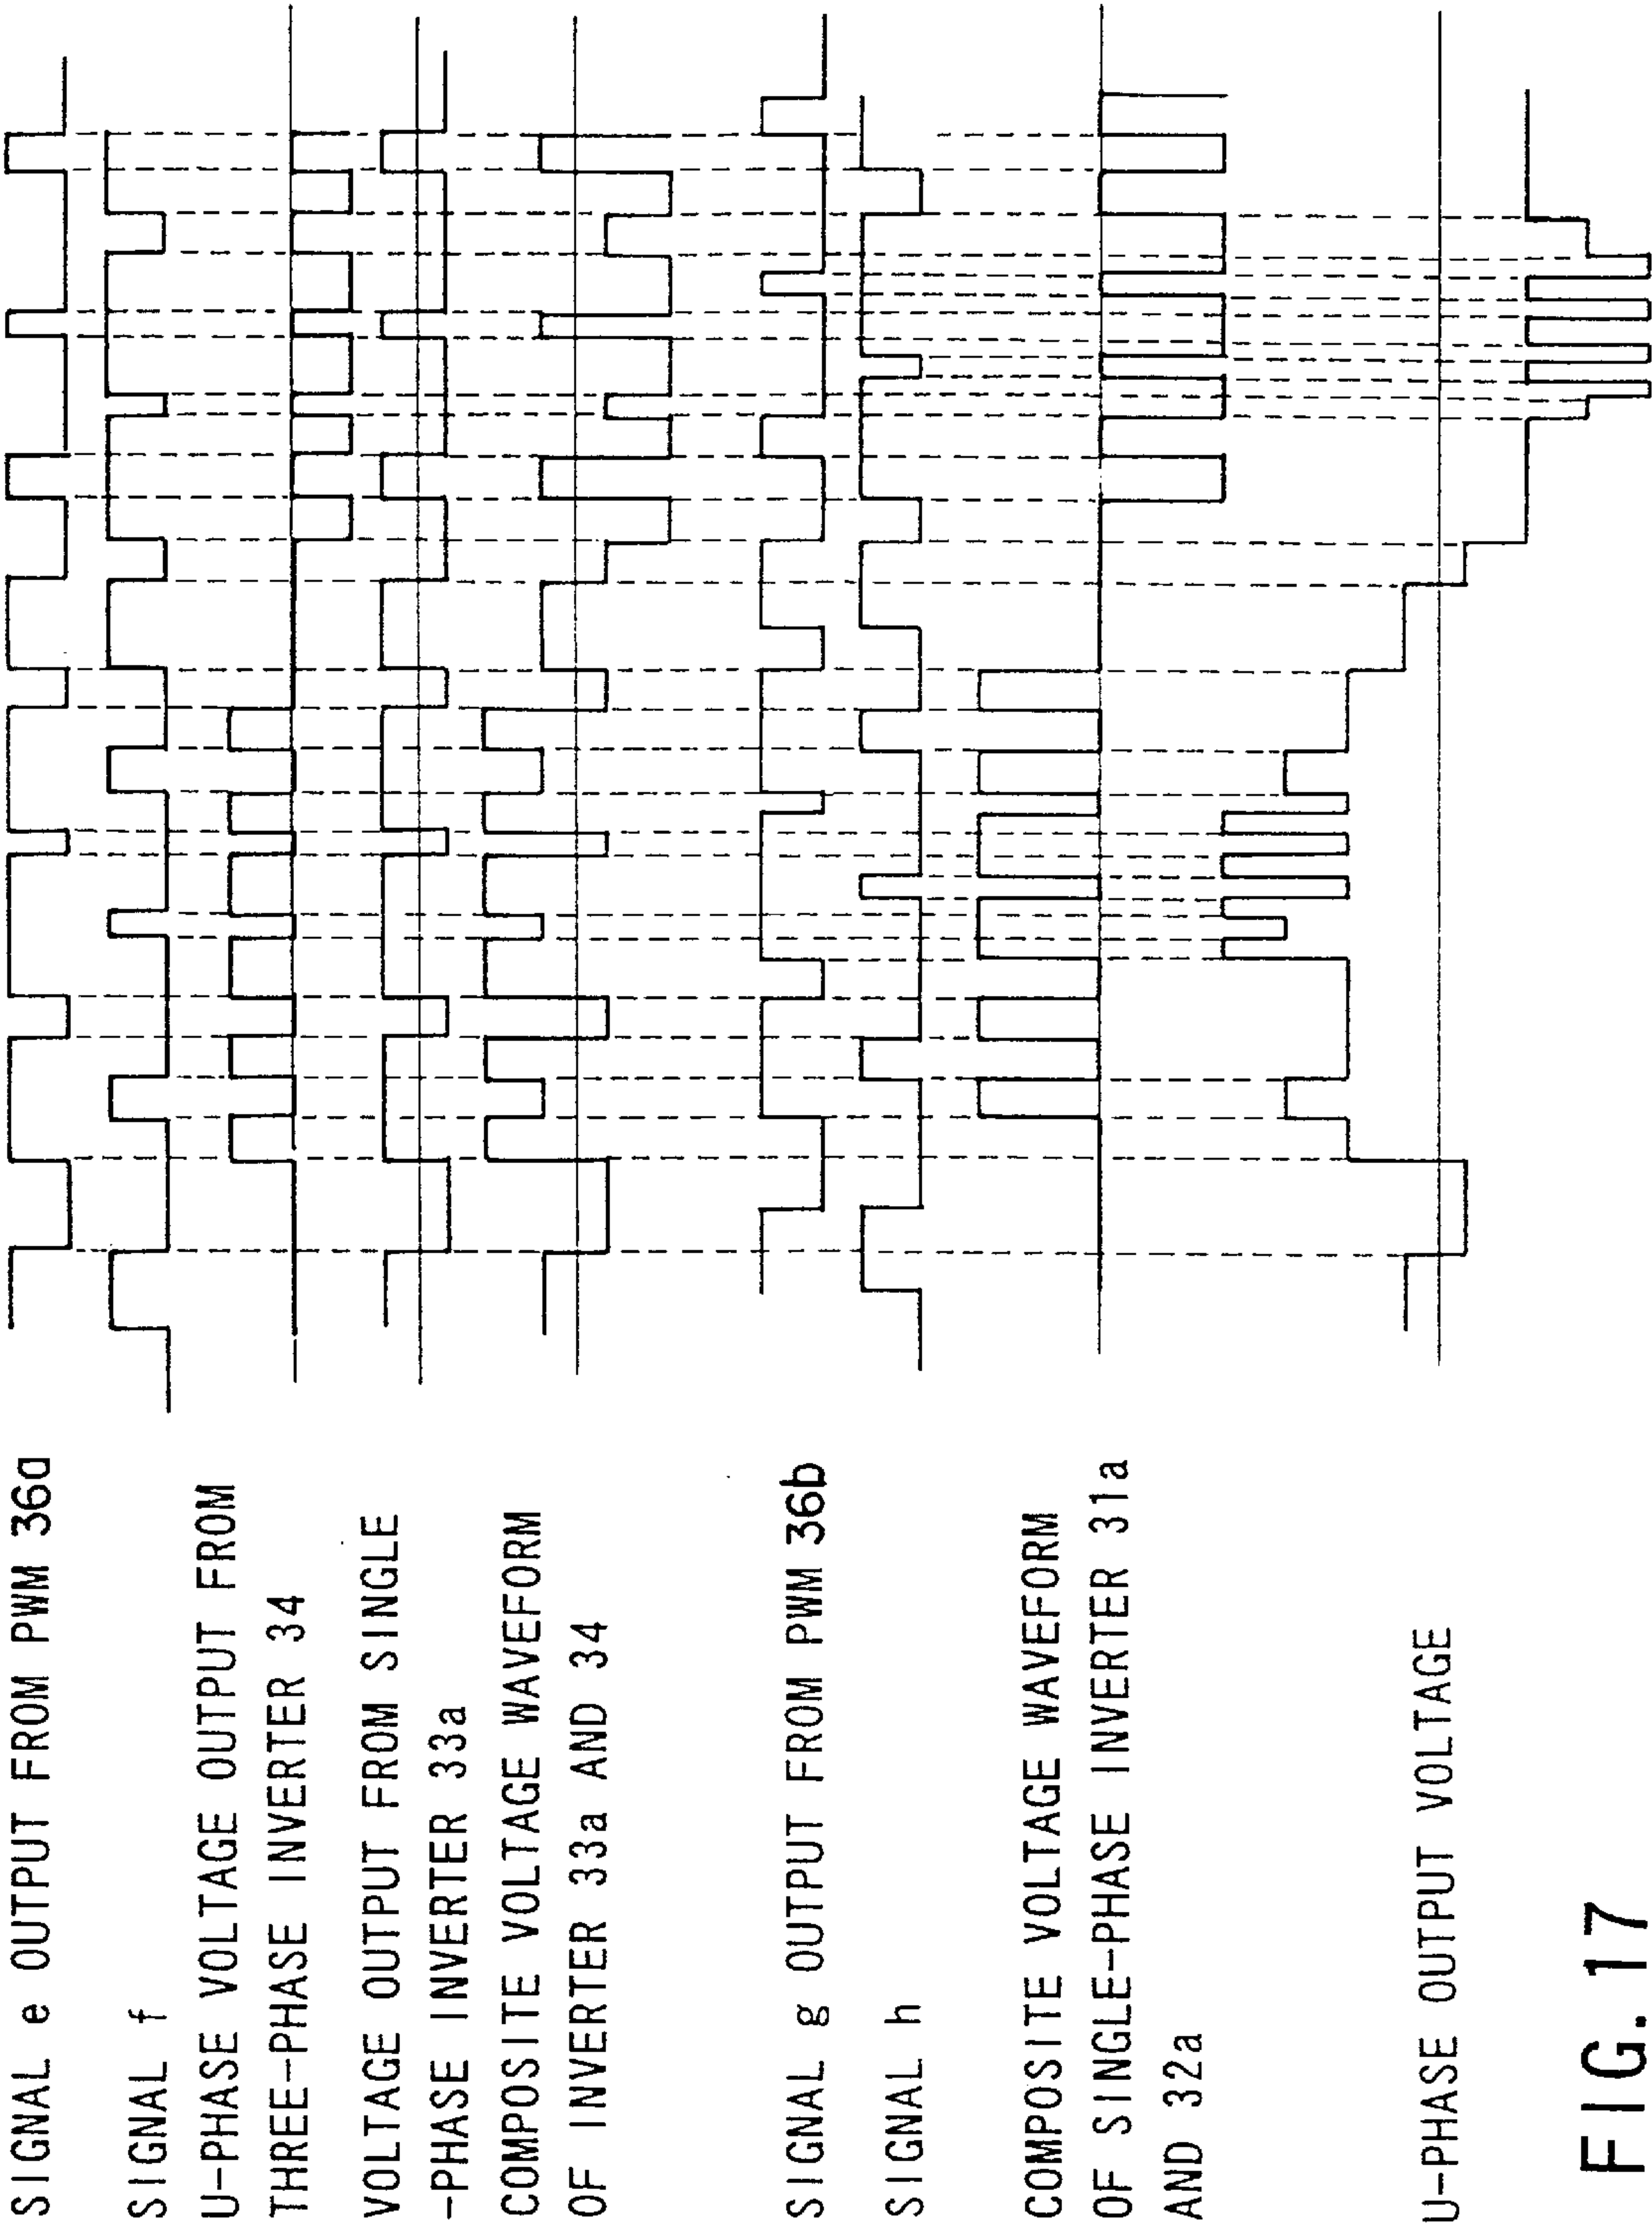 SIGNAL e OUTPUT FROM PWM 36a
SIGNAL f
U-PHASE VOLTAGE OUTPUT FROM
THREE-PHASE INVERTER 34
VOLTAGE OUTPUT FROM SINGLE
-PHASE INVERTER 33a
COMPOSITE VOLTAGE WAVEFORM
OF INVERTER 33a AND 34
SIGNAL g OUTPUT FROM PWM 36b
SIGNAL h
COMPOSITE VOLTAGE WAVEFORM
OF SINGLE-PHASE INVERTER 31a
AND 32a
U-PHASE OUTPUT VOLTAGE
FIG. 17